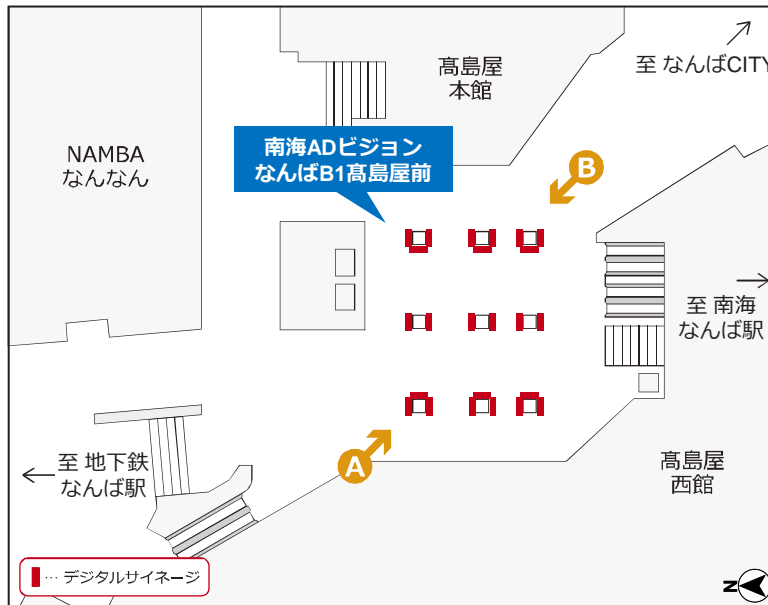 髙島屋
本館
至 なんばCITY
NAMBA
なんなん
南海ADビジョン
なんばB1髙島屋前
B
至 南海
なんば駅
A
至 地下鉄
なんば駅
髙島屋
西館
… デジタルサイネージ
N